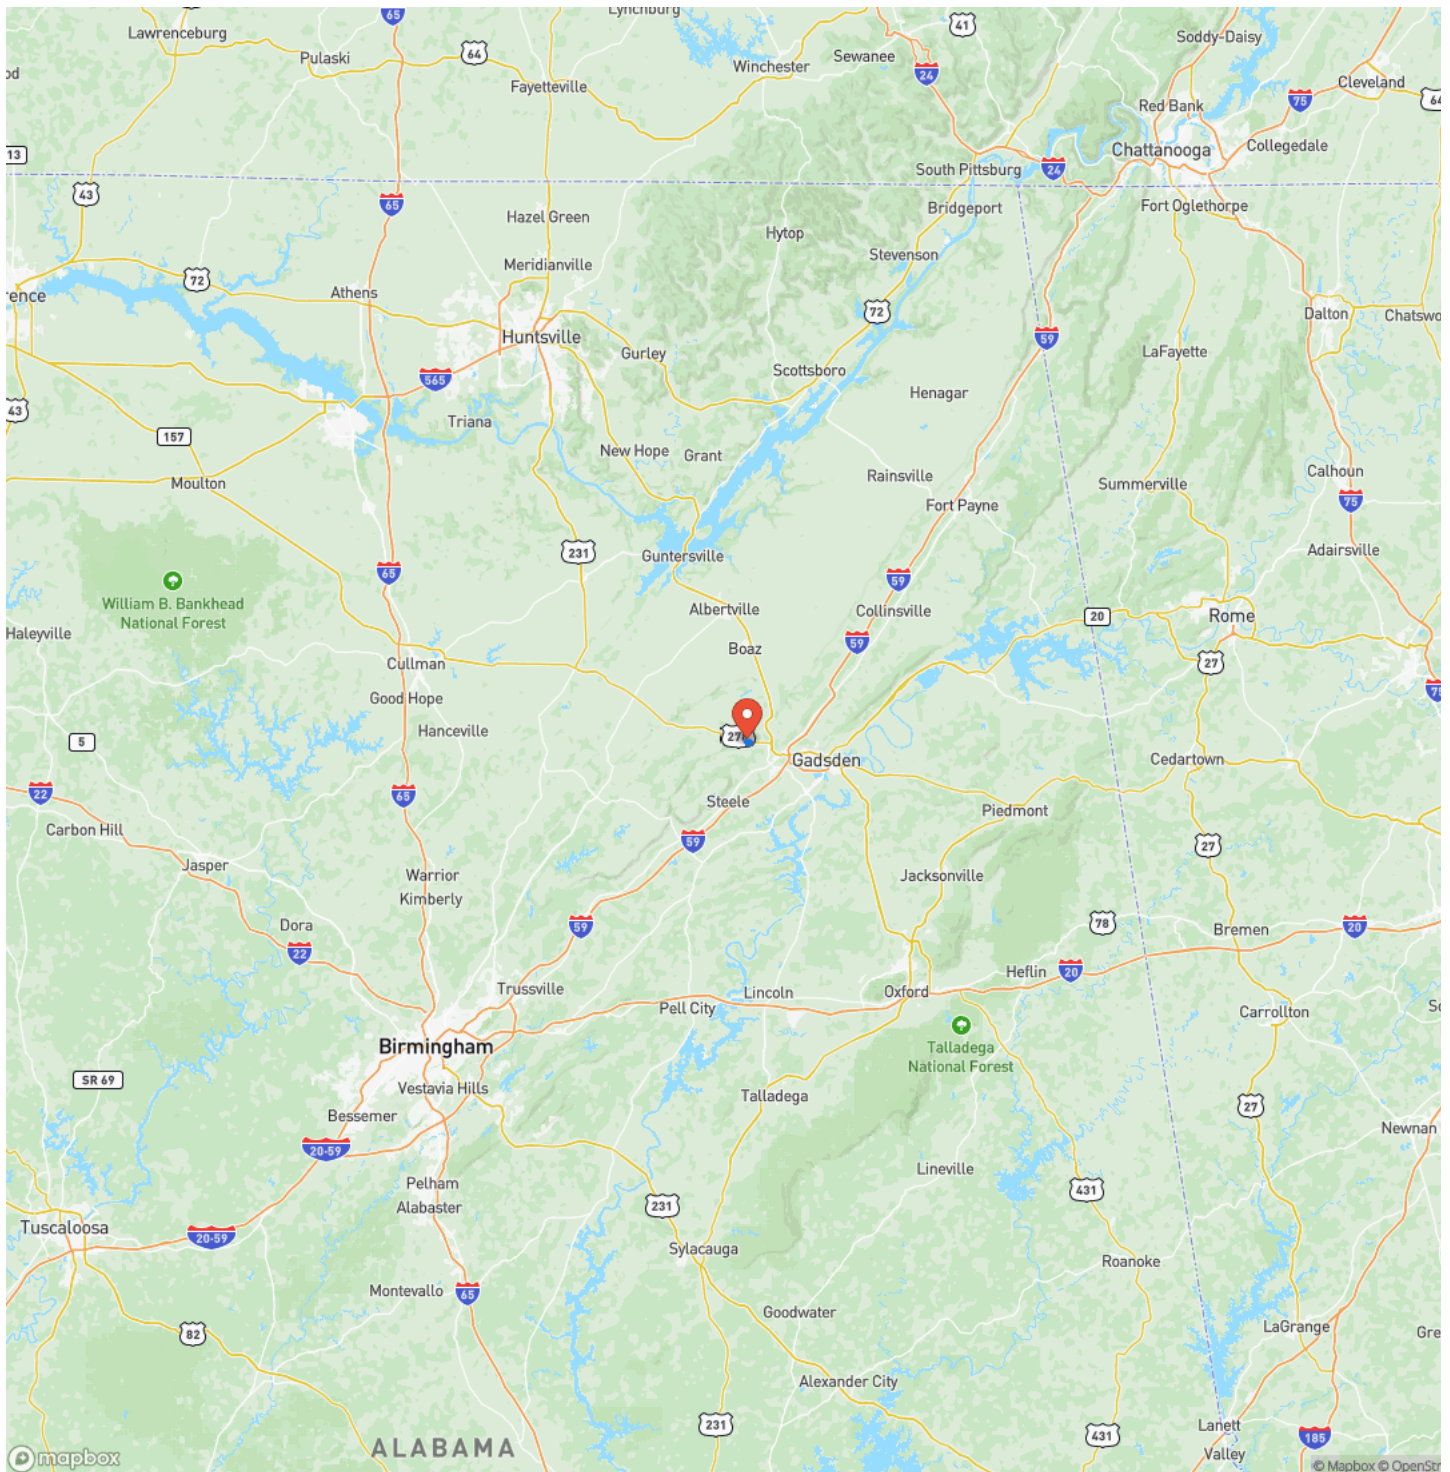 Lynchburg
65
41
Lawrenceburg
Soddy-Daisy
Pulaski
64
Sewanee
Winchester
24
Cleveland
Fayetteville
75
64
Red Bank
13
Chattanooga
Collegedale
24
South Pittsburg
43
65
Bridgeport
Fort Oglethorpe
Hazel Green
Hytop
Stevenson
Meridianville
72
rence
Athens
72
Dalton
Chatswo
Huntsville
59
Gurley
LaFayette
Scottsboro
565
Henagar
43
Triana
157
New Hope
Grant
Rainsville
Calhoun
Moulton
Summerville
75
Fort Payne
231
Guntersville
Adairsville
65
59
William B. Bankhead
National Forest
Albertville
Collinsville
20
Rome
Haleyville
59
Boaz
Cullman
27
75
Good Hope
Hanceville
5
Gadsden
Cedartown
22
65
Steele
Piedmont
Carbon Hill
59
27
Jasper
Warrior
Kimberly
Jacksonville
Dora
59
78
Bremen
20
22
Heflin
20
Trussville
Lincoln
Oxford
Pell City
Carrollton
Birmingham
Talladega
National Forest
SR 69
Vestavia Hills
Talladega
27
Bessemer
Newnan
20-59
Lineville
Pelham
431
Alabaster
231
Tuscaloosa
20-59
Sylacauga
Roanoke
Montevallo
65
Goodwater
82
LaGrange
Gre
Alexander City
231
Lanett
431
185
ALABAMA
Valley
mapbox
© Mapbox © OpenStr